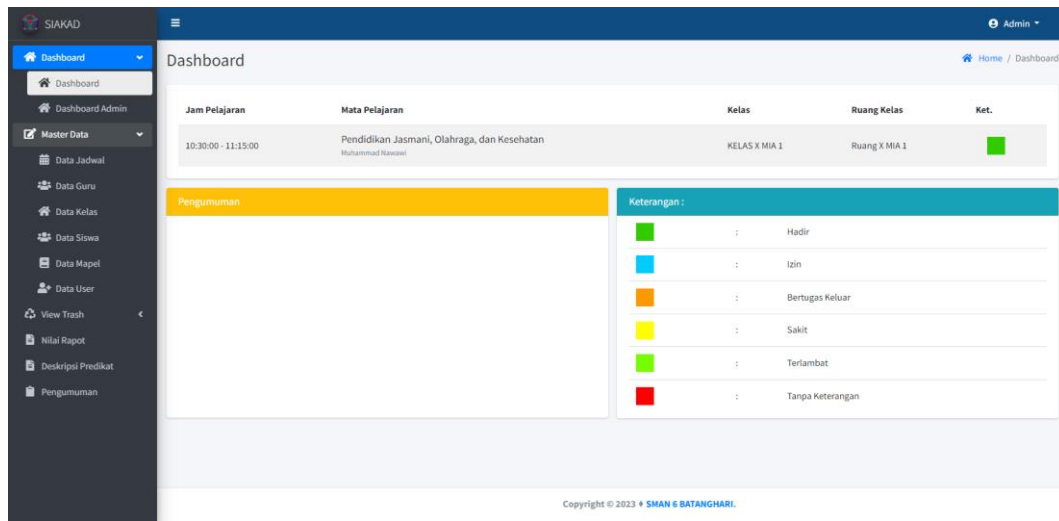 SIAKAD
Admin
Dashboard
Dashboard
Dashboard Admin
Master Data
Data Jadwal
Data Guru
Data Kelas
Data Siswa
Data Mapel
Data User
View Trash
Nilai Rapot
Deskripsi Predikat
Pengumuman
Dashboard
Home / Dashboard
Jam Pelajaran Mata Pelajaran Kelas Ruang Kelas Ket.
10:30:00 - 11:15:00 Pendidikan Jasmani, Olahraga, dan Kesehatan KELAS X MIA 1 Ruang X MIA 1
Muhammad Nawawi
Pengumuman
Keterangan :
: Hadir
: Izin
: Bertugas Keluar
: Sakit
: Terlambat
: Tanpa Keterangan
Copyright © 2023 ♦ SMAN 6 BATANGHARI.